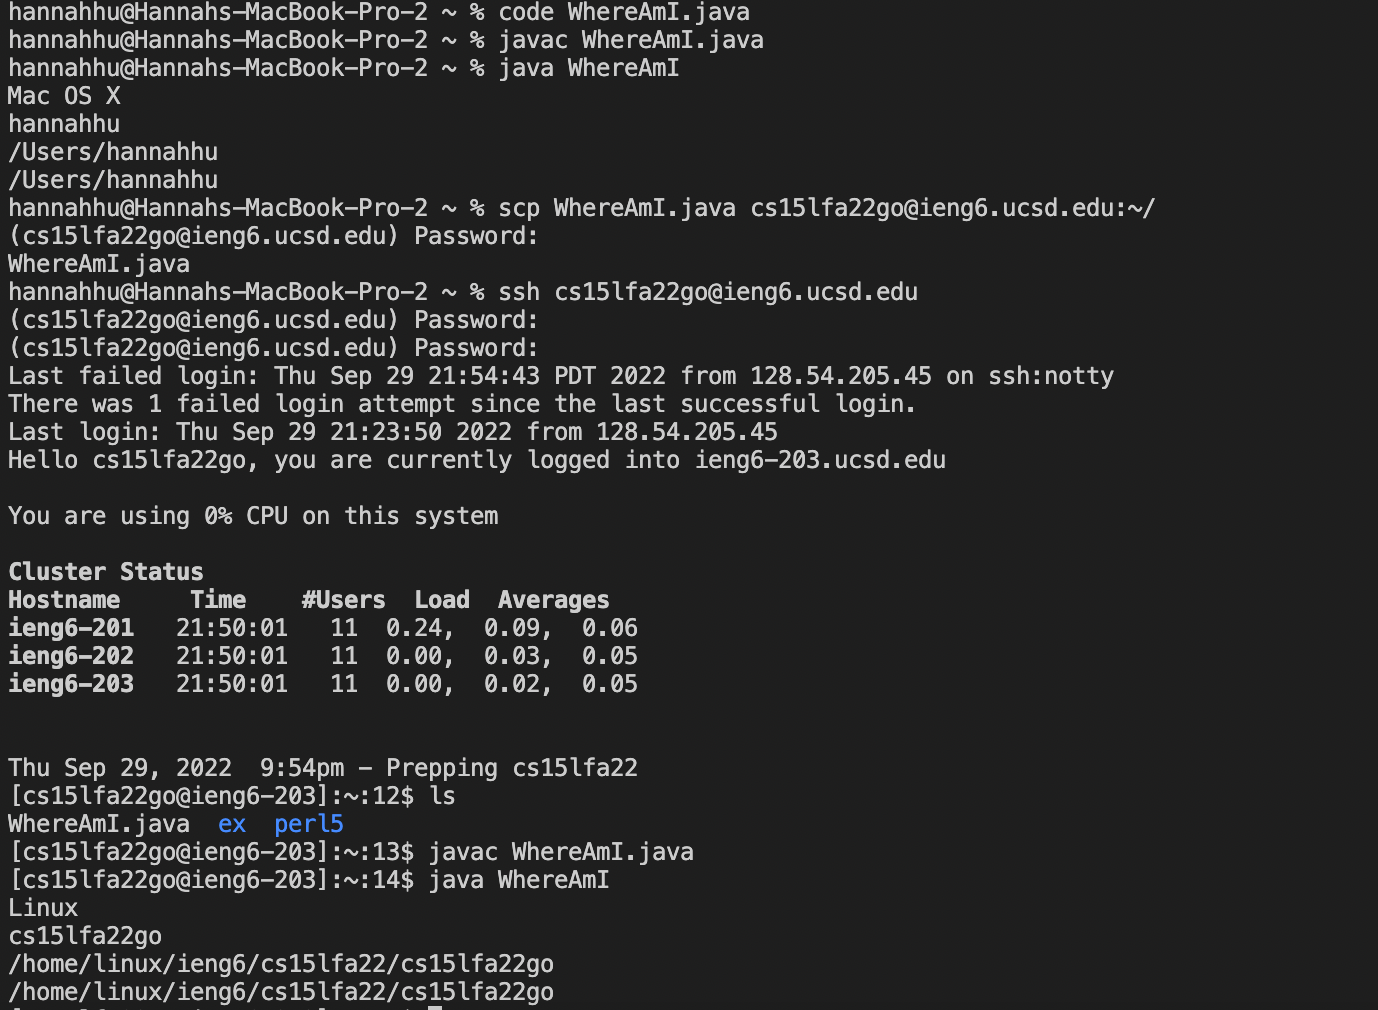 hannahhu@Hannahs-MacBook-Pro-2 ~ % code WhereAmI.java
hannahhu@Hannahs-MacBook-Pro-2 ~ % javac WhereAmI.java
hannahhu@Hannahs-MacBook-Pro-2 ~ % java WhereAmI
Mac OS X
hannahhu
/Users/hannahhu
/Users/hannahhu
hannahhu@Hannahs-MacBook-Pro-2 ~ % scp WhereAmI.java cs15lfa22go@ieng6.ucsd.edu:~/
(cs15lfa22go@ieng6.ucsd.edu) Password:
WhereAmI.java
hannahhu@Hannahs-MacBook-Pro-2 ~ % ssh cs15lfa22go@ieng6.ucsd.edu
(cs15lfa22go@ieng6.ucsd.edu) Password:
(cs15lfa22go@ieng6.ucsd.edu) Password:
Last failed login: Thu Sep 29 21:54:43 PDT 2022 from 128.54.205.45 on ssh:notty
There was 1 failed login attempt since the last successful login.
Last login: Thu Sep 29 21:23:50 2022 from 128.54.205.45
Hello cs15lfa22go, you are currently logged into ieng6-203.ucsd.edu
You are using 0% CPU on this system
Cluster Status
Hostname     Time    #Users  Load  Averages
ieng6-201   21:50:01   11  0.24,  0.09,  0.06
ieng6-202   21:50:01   11  0.00,  0.03,  0.05
ieng6-203   21:50:01   11  0.00,  0.02,  0.05
Thu Sep 29, 2022  9:54pm - Prepping cs15lfa22
[cs15lfa22go@ieng6-203]:~:12$ ls
WhereAmI.java  ex  perl5
[cs15lfa22go@ieng6-203]:~:13$ javac WhereAmI.java
[cs15lfa22go@ieng6-203]:~:14$ java WhereAmI
Linux
cs15lfa22go
/home/linux/ieng6/cs15lfa22/cs15lfa22go
/home/linux/ieng6/cs15lfa22/cs15lfa22go